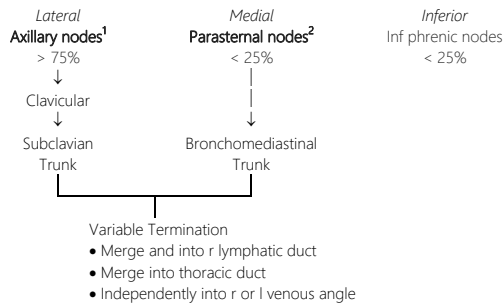 Lateral Medial Inferior
Axillary nodes¹ Parasternal nodes² Inf phrenic nodes
> 75% < 25% < 25%
Clavicular
Subclavian Bronchomediastinal
Trunk Trunk
Variable Termination
• Merge and into r lymphatic duct
• Merge into thoracic duct
• Independently into r or l venous angle